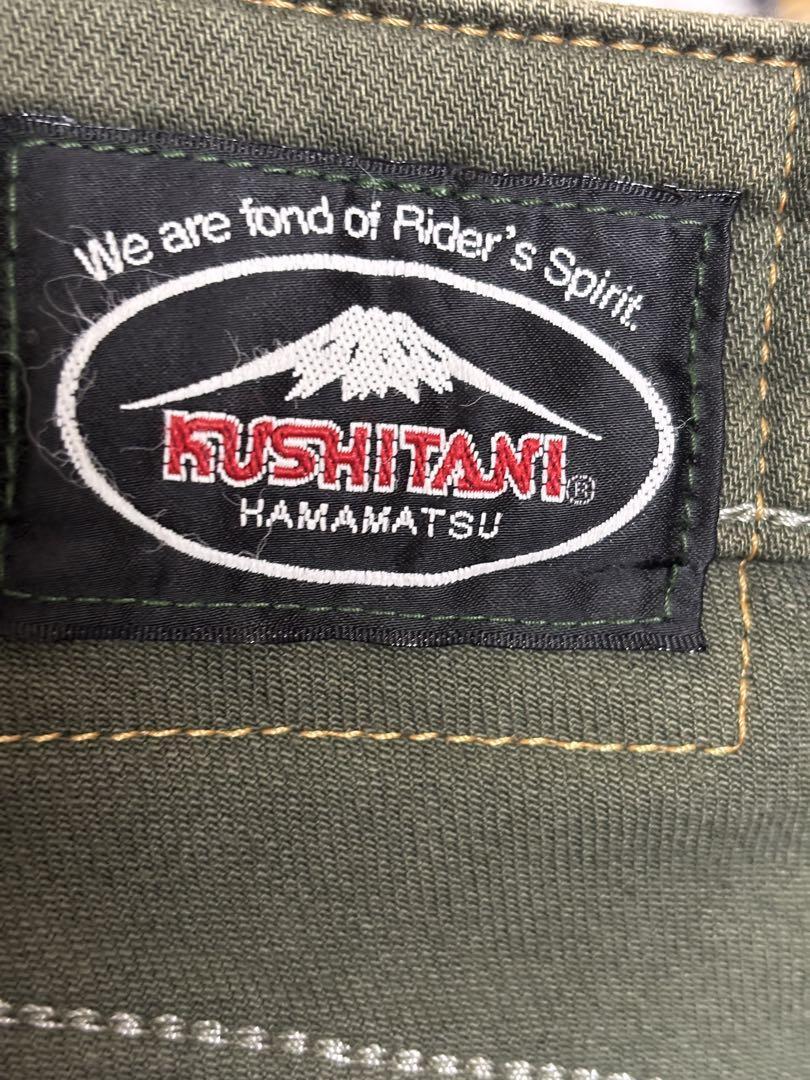 We are fond of Rider's Spirit.
KUSHITANI®
HAMAMATSU